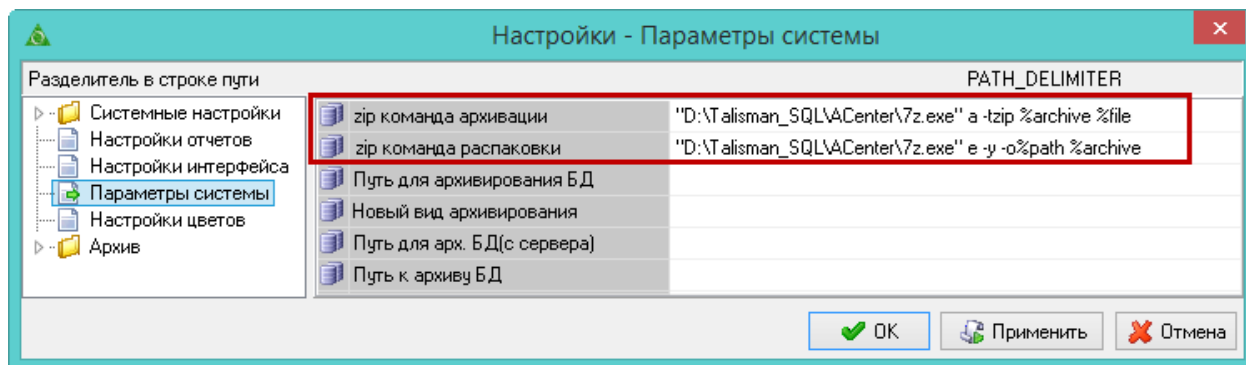 Настройки - Параметры системы
Разделитель в строке пути PATH_DELIMITER
Системные настройки
Настройки отчетов
Настройки интерфейса
Параметры системы
Настройки цветов
Архив
zip команда архивации "D:\Talisman_SQL\ACenter\7z.exe" a -tzip %archive %file
zip команда распаковки "D:\Talisman_SQL\ACenter\7z.exe" e -y -o%path %archive
Путь для архивирования БД
Новый вид архивирования
Путь для арх. БД(с сервера)
Путь к архиву БД
OK Применить Отмена